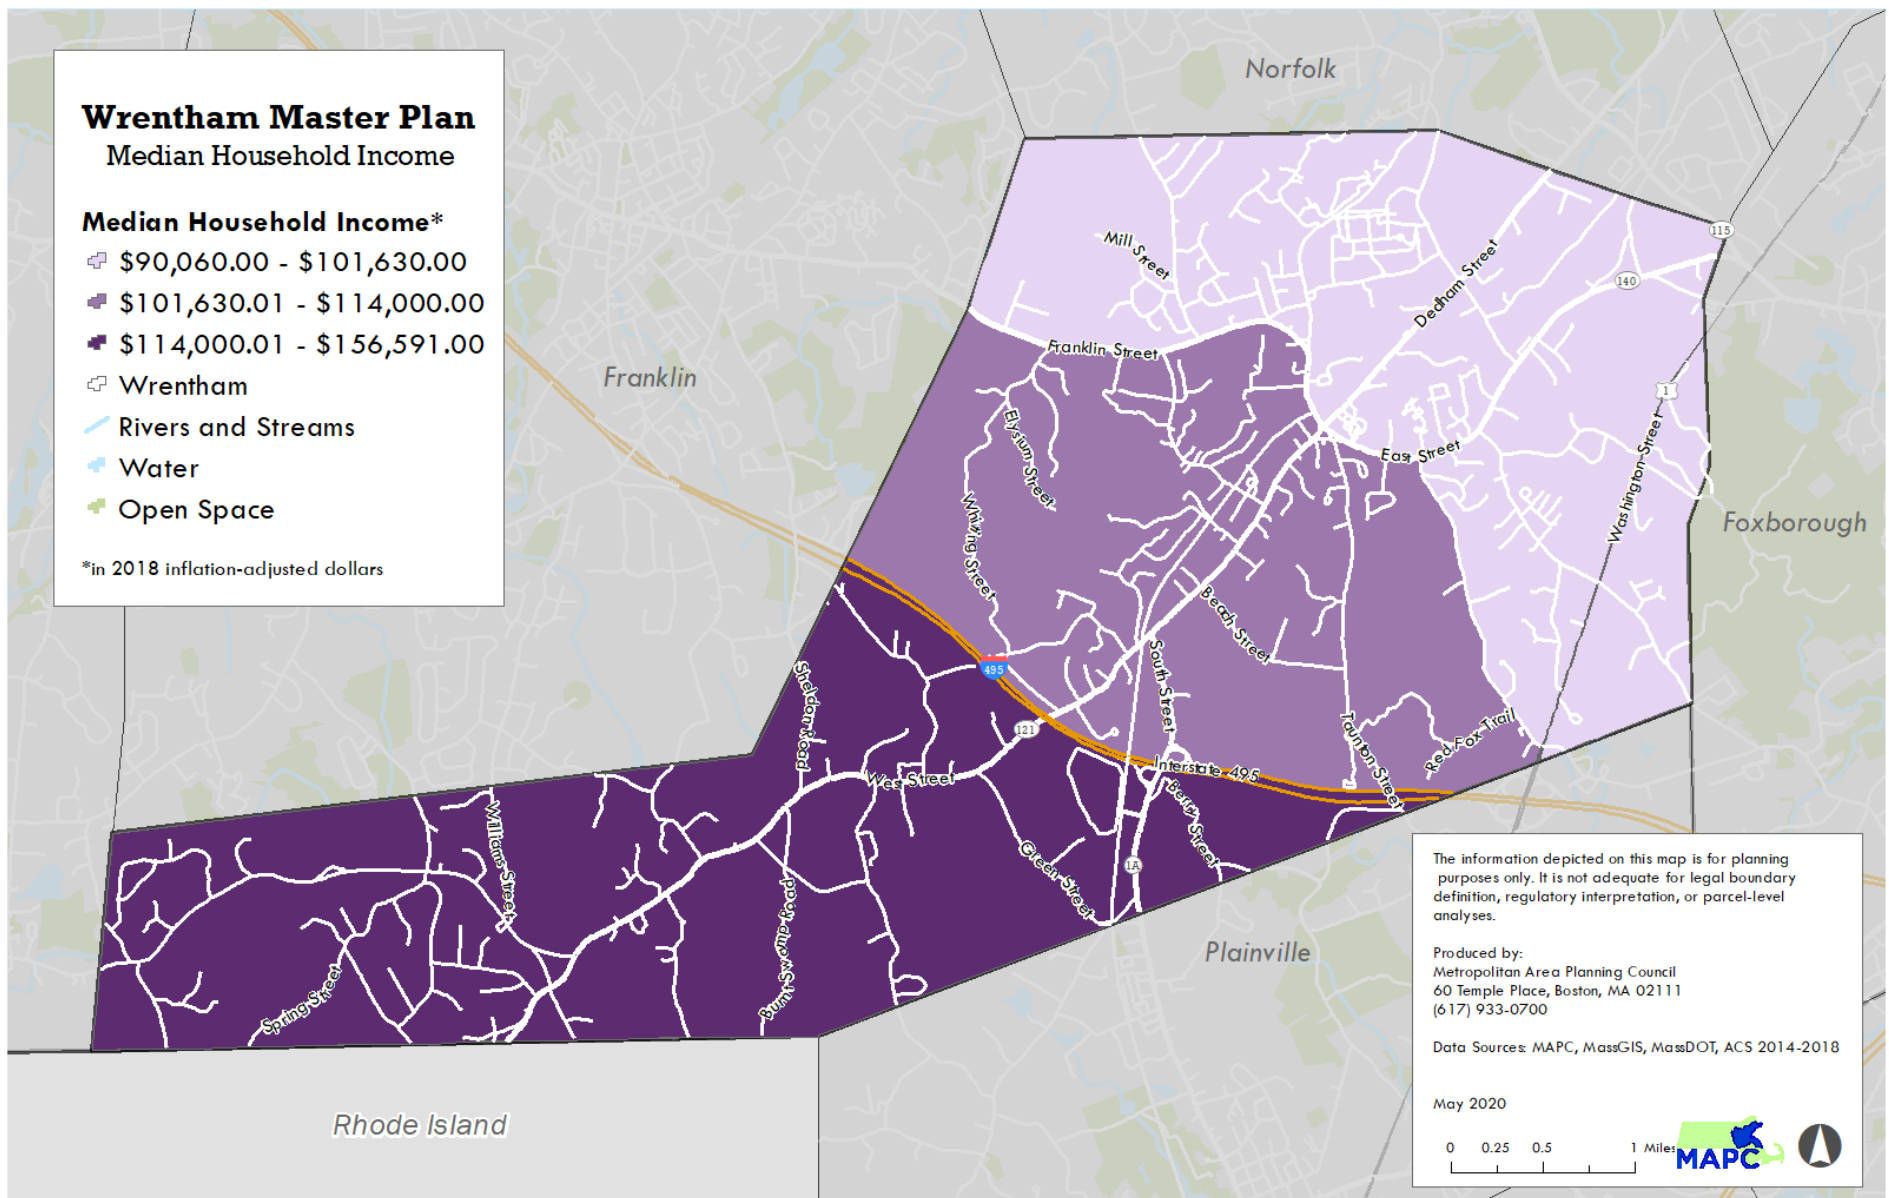 Wrentham Master Plan
Median Household Income
Median Household Income*
$90,060.00 - $101,630.00
$101,630.01 - $114,000.00
$114,000.01 - $156,591.00
Wrentham
Rivers and Streams
Water
Open Space
*in 2018 inflation-adjusted dollars
Norfolk
115
Mill Street
Dedham Street
140
Franklin Street
Franklin
1
Elysium Street
East Street
Washington Street
Whiting Street
Foxborough
Beach Street
495
Sheldon Road
South Street
121
Taunton Street
Red Fox Trail
West Street
Interstate 495
Berry Street
Williams Street
Green Street
1A
Burnt Swamp Road
Spring Street
Plainville
Rhode Island
The information depicted on this map is for planning
purposes only. It is not adequate for legal boundary
definition, regulatory interpretation, or parcel-level
analyses.
Produced by:
Metropolitan Area Planning Council
60 Temple Place, Boston, MA 02111
(617) 933-0700
Data Sources: MAPC, MassGIS, MassDOT, ACS 2014-2018
May 2020
0 0.25 0.5 1 Miles
MAPC